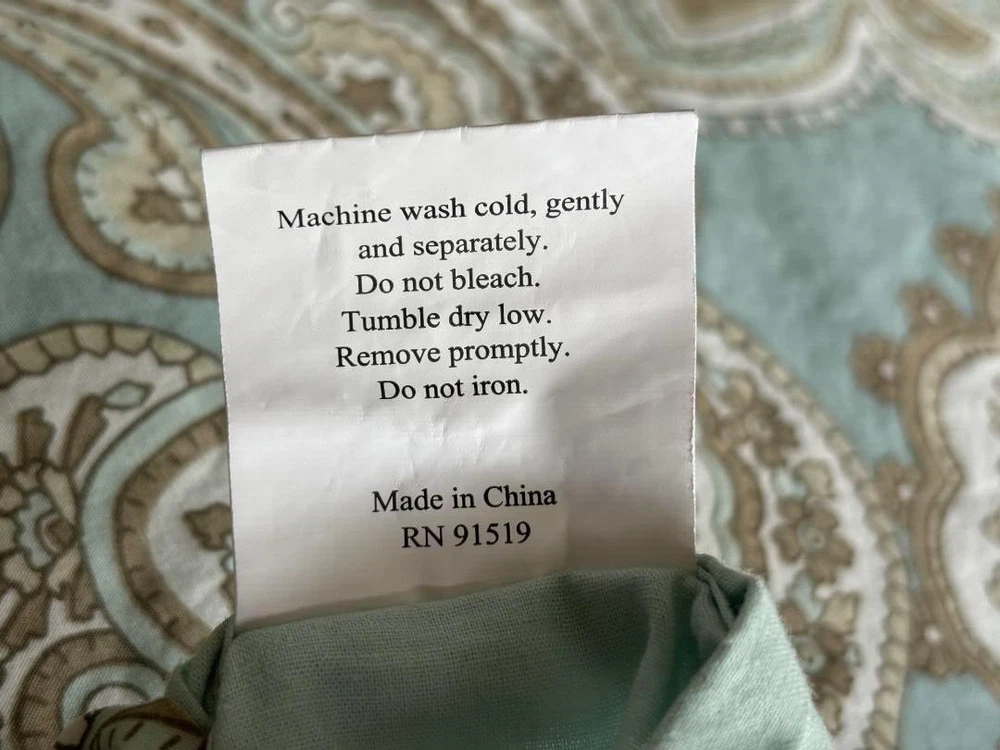 Machine wash cold, gently
and separately.
Do not bleach.
Tumble dry low.
Remove promptly.
Do not iron.
Made in China
RN 91519